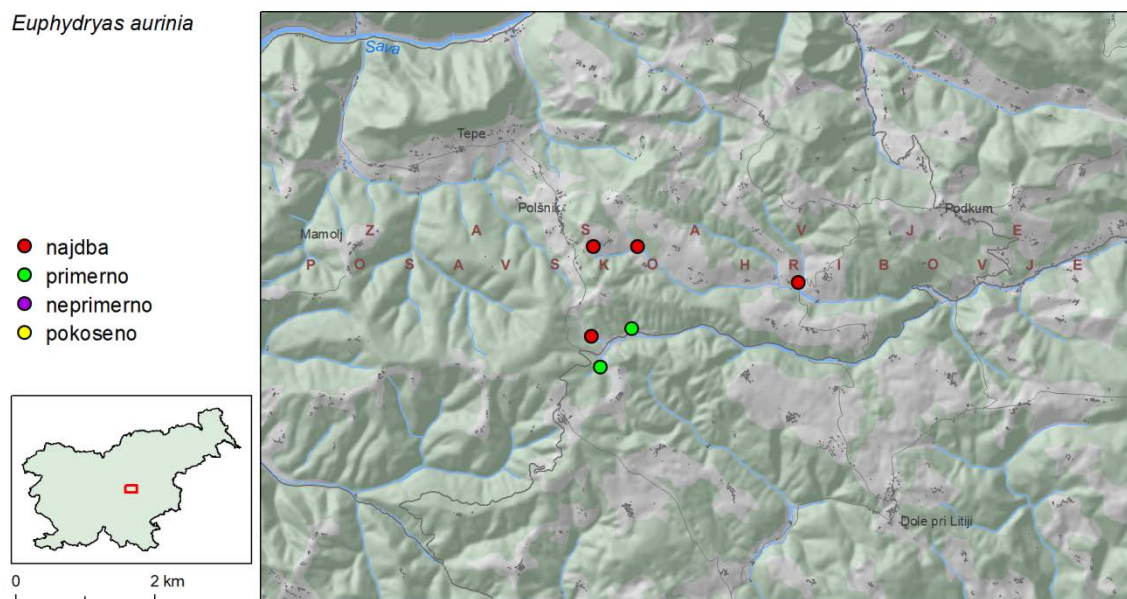 Euphydryas aurinia
najdba
primerno
neprimerno
pokoseno
0 2 km
Sava
Tepe
Polšnik
Podkum
Mamolj
Z A S A V J E
P O S A V S K O H R I B O V J E
Dole pri Litiji